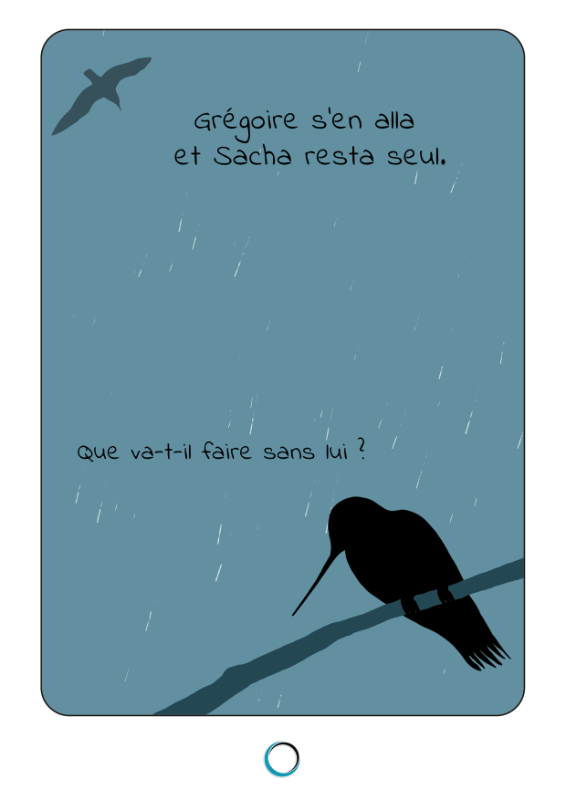 Grégoire s'en alla
et Sacha resta seul.
Que va-t-il faire sans lui ?